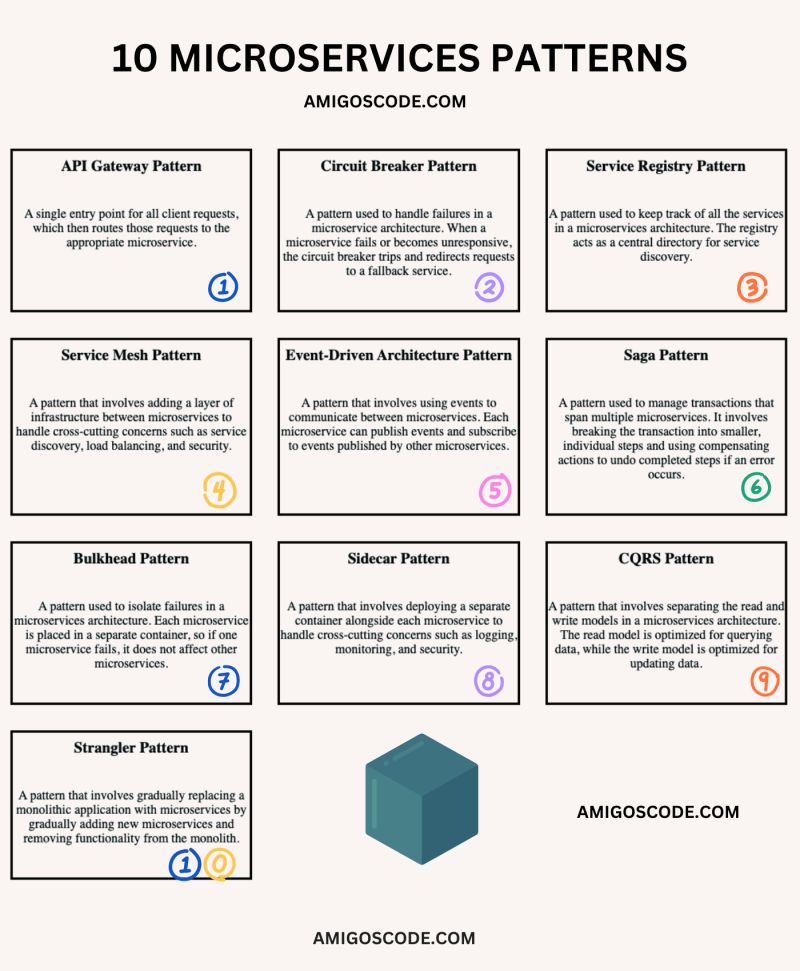 10 MICROSERVICES PATTERNS
AMIGOSCODE.COM
API Gateway Pattern
A single entry point for all client requests,
which then routes those requests to the
appropriate microservice.
1
Circuit Breaker Pattern
A pattern used to handle failures in a
microservice architecture. When a
microservice fails or becomes unresponsive,
the circuit breaker trips and redirects requests
to a fallback service.
2
Service Registry Pattern
A pattern used to keep track of all the services
in a microservices architecture. The registry
acts as a central directory for service
discovery.
3
Service Mesh Pattern
A pattern that involves adding a layer of
infrastructure between microservices to
handle cross-cutting concerns such as service
discovery, load balancing, and security.
4
Event-Driven Architecture Pattern
A pattern that involves using events to
communicate between microservices. Each
microservice can publish events and subscribe
to events published by other microservices.
5
Saga Pattern
A pattern used to manage transactions that
span multiple microservices. It involves
breaking the transaction into smaller,
individual steps and using compensating
actions to undo completed steps if an error
occurs.
6
Bulkhead Pattern
A pattern used to isolate failures in a
microservices architecture. Each microservice
is placed in a separate container, so if one
microservice fails, it does not affect other
microservices.
7
Sidecar Pattern
A pattern that involves deploying a separate
container alongside each microservice to
handle cross-cutting concerns such as logging,
monitoring, and security.
8
CQRS Pattern
A pattern that involves separating the read and
write models in a microservices architecture.
The read model is optimized for querying
data, while the write model is optimized for
updating data.
9
Strangler Pattern
A pattern that involves gradually replacing a
monolithic application with microservices by
gradually adding new microservices and
removing functionality from the monolith.
10
AMIGOSCODE.COM
AMIGOSCODE.COM